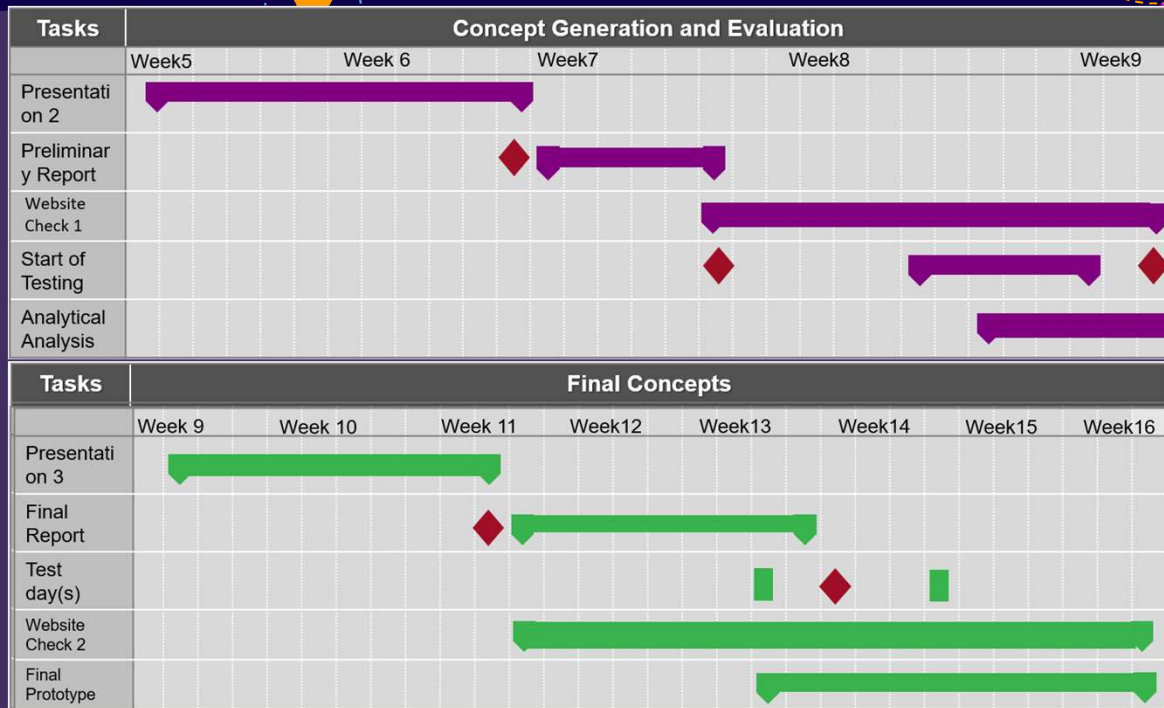 Tasks Concept Generation and Evaluation
Week5 Week 6 Week7 Week8 Week9
Presentati
on 2
Preliminar
y Report
Website
Check 1
Start of
Testing
Analytical
Analysis
Tasks Final Concepts
Week 9 Week 10 Week 11 Week12 Week13 Week14 Week15 Week16
Presentati
on 3
Final
Report
Test
day(s)
Website
Check 2
Final
Prototype